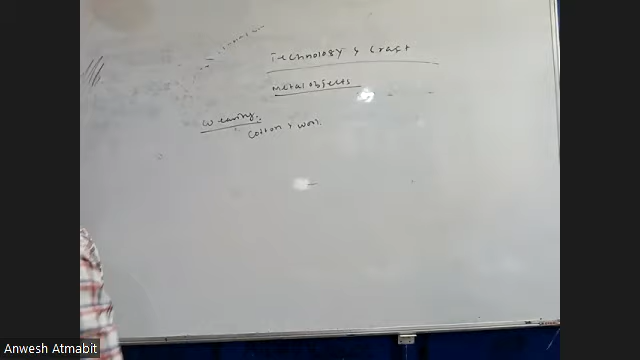 Technology & Craft
Metal objects
Weaving:
Cotton & wool.
Anwesh Atmabit